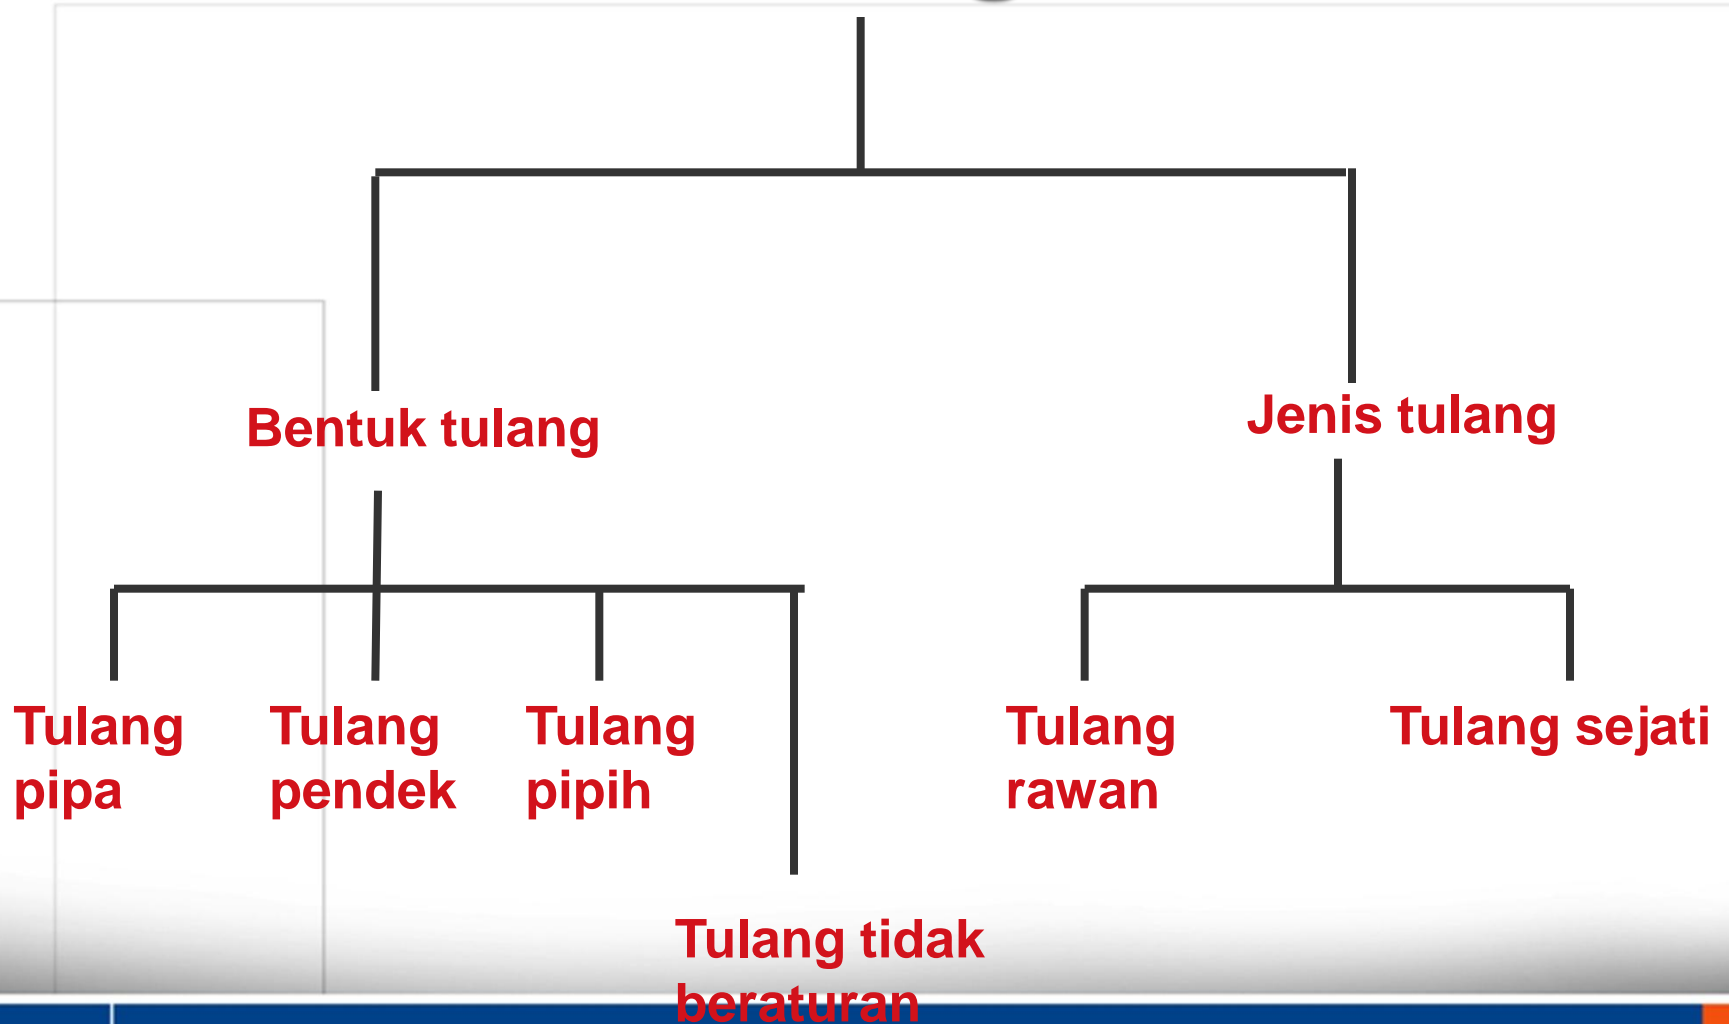 Bentuk tulang
Jenis tulang
Tulang
pipa
Tulang
pendek
Tulang
pipih
Tulang
rawan
Tulang sejati
Tulang tidak
beraturan